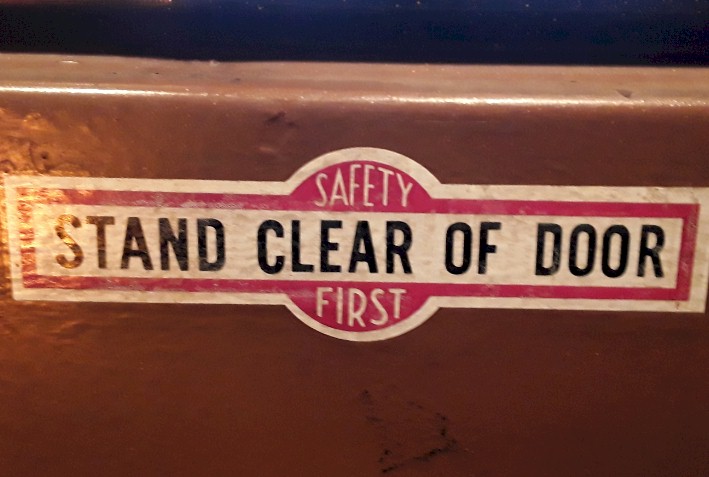 SAFETY
STAND CLEAR OF DOOR
FIRST